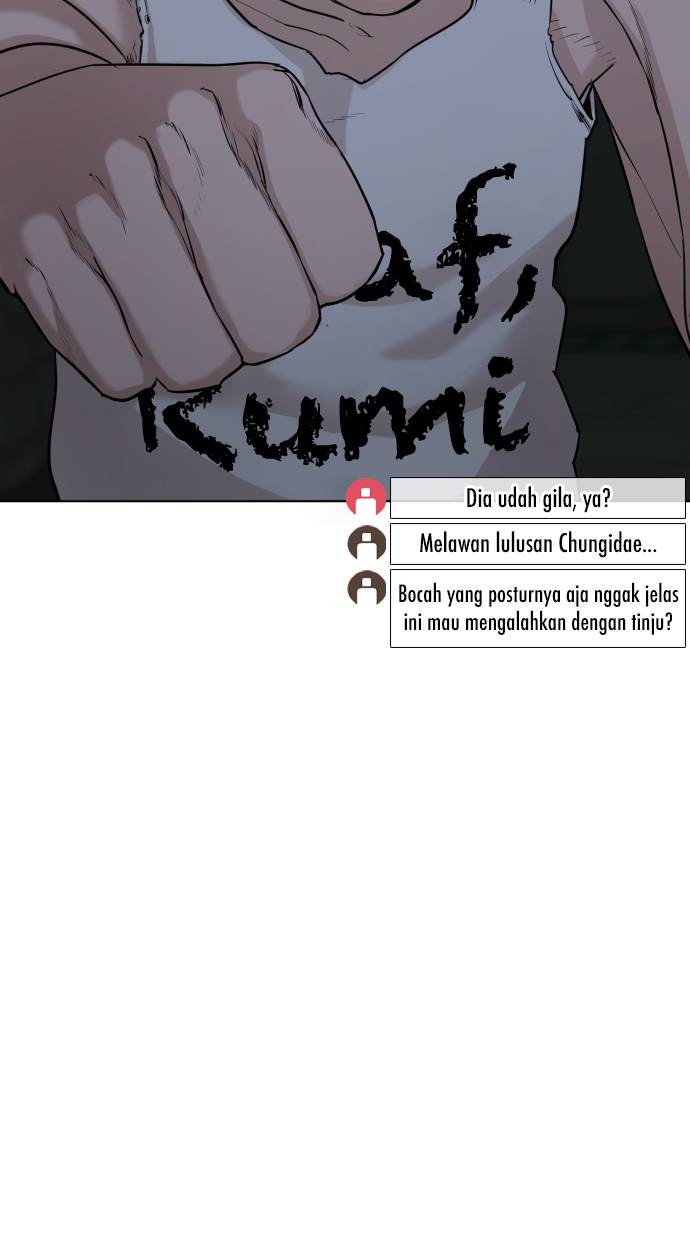 af,
Kumi
Dia udah gila, ya?
Melawan lulusan Chungidae...
Bocah yang posturnya aja nggak jelas
ini mau mengalahkan dengan tinju?